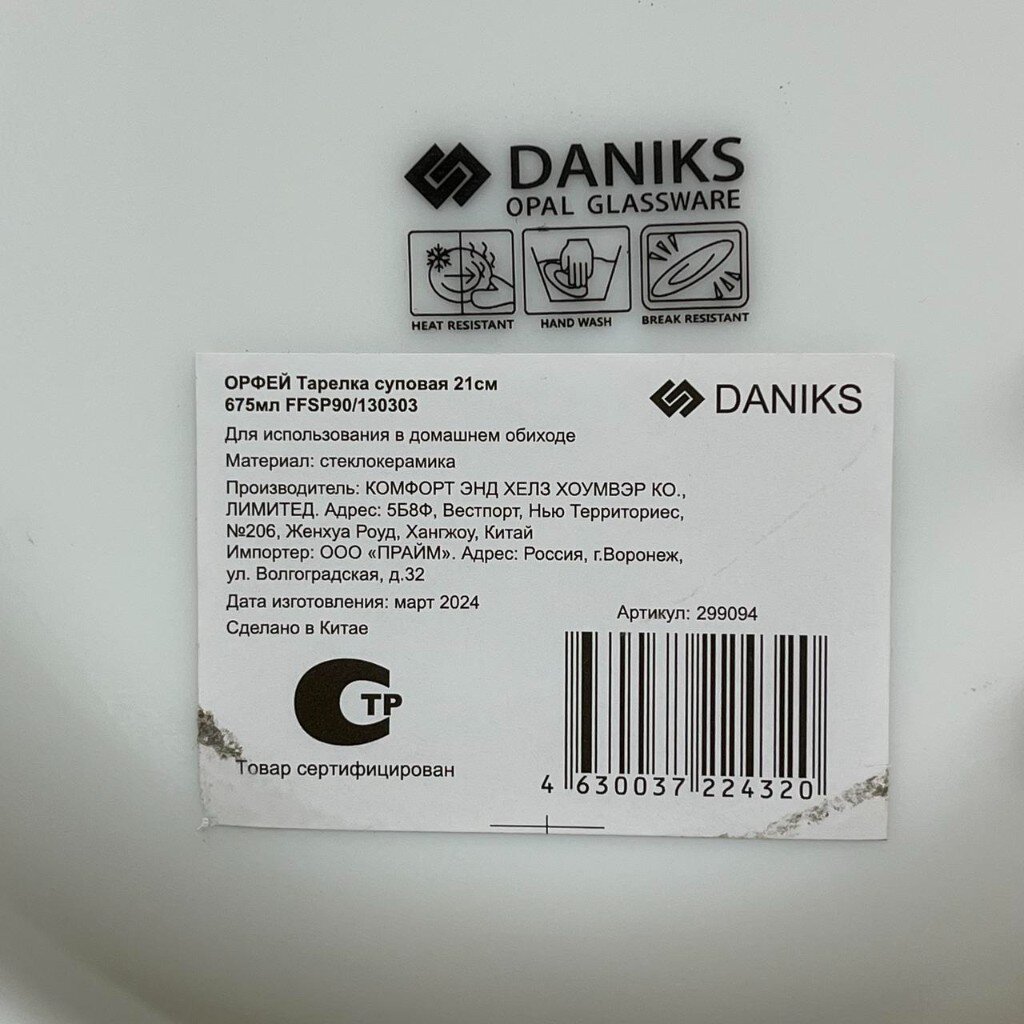 DANIKS
OPAL GLASSWARE
HEAT RESISTANT
HAND WASH
BREAK RESISTANT
ОРФЕЙ Тарелка суповая 21см
675мл FFSP90/130303
DANIKS
Для использования в домашнем обиходе
Материал: стеклокерамика
Производитель: КОМФОРТ ЭНД ХЕЛЗ ХОУМВЭР КО.,
ЛИМИТЕД. Адрес: 5Б8Ф, Вестпорт, Нью Территориес,
№206, Женхуа Роуд, Хангжоу, Китай
Импортер: ООО «ПРАЙМ». Адрес: Россия, г.Воронеж,
ул. Волгоградская, д.32
Дата изготовления: март 2024
Сделано в Китае
Артикул: 299094
СТР
Товар сертифицирован
4 630037 224320